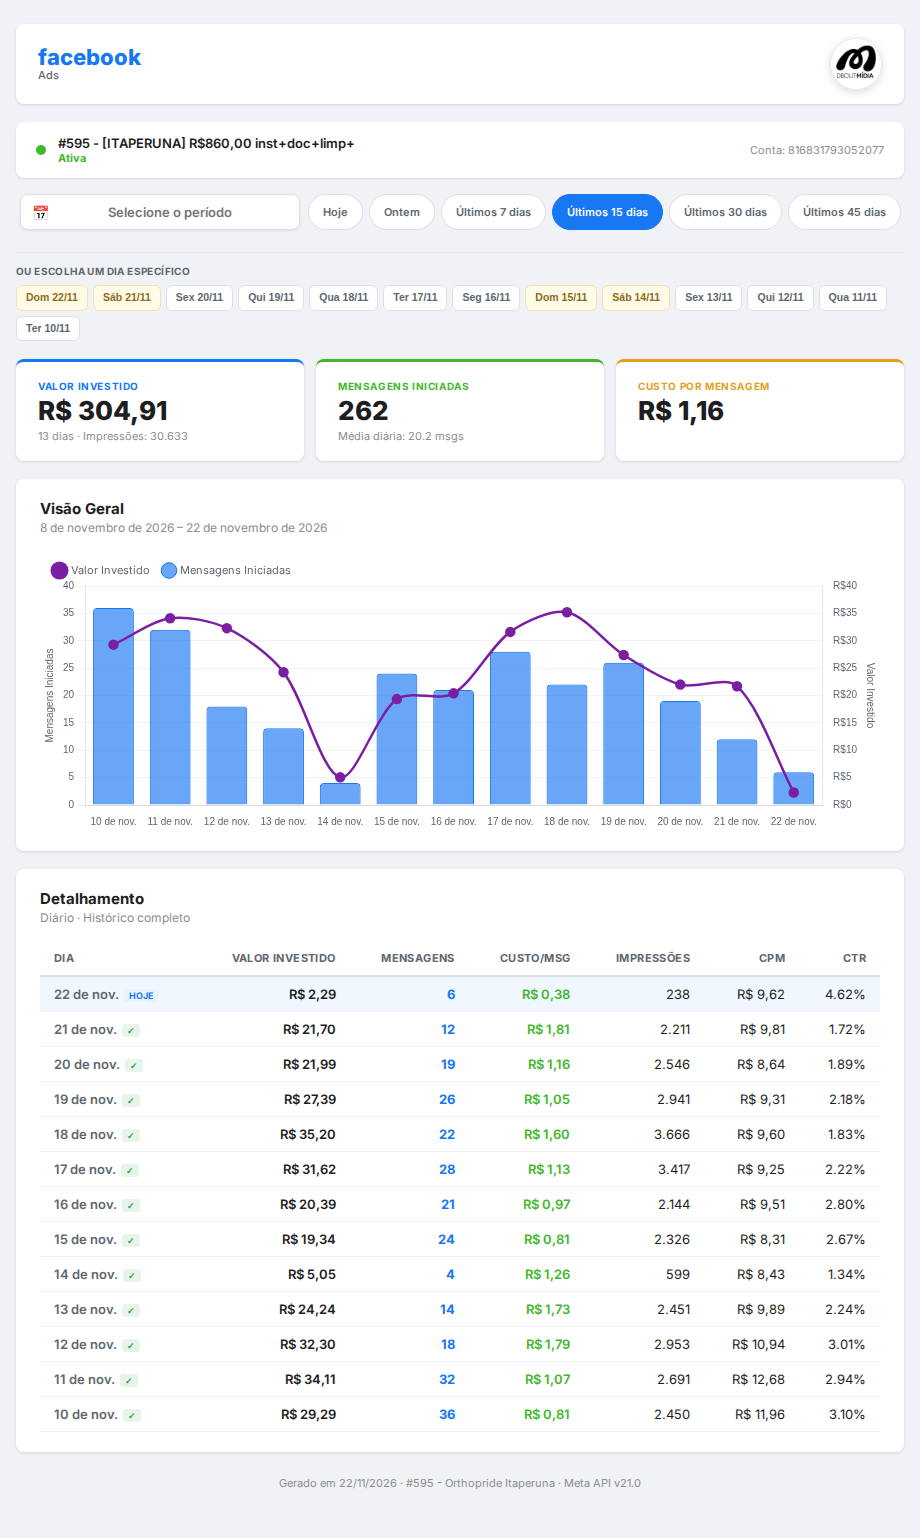 facebook
Ads
DBOUTMÍDIA
#595 - [ITAPERUNA] R$860,00 inst+doc+limp+
Ativa
Conta: 816831793052077
📅 Selecione o período
Hoje
Ontem
Últimos 7 dias
Últimos 15 dias
Últimos 30 dias
Últimos 45 dias
OU ESCOLHA UM DIA ESPECÍFICO
Dom 22/11
Sáb 21/11
Sex 20/11
Qui 19/11
Qua 18/11
Ter 17/11
Seg 16/11
Dom 15/11
Sáb 14/11
Sex 13/11
Qui 12/11
Qua 11/11
Ter 10/11
VALOR INVESTIDO
R$ 304,91
13 dias · Impressões: 30.633
MENSAGENS INICIADAS
262
Média diária: 20.2 msgs
CUSTO POR MENSAGEM
R$ 1,16
Visão Geral
8 de novembro de 2026 – 22 de novembro de 2026
Valor Investido
Mensagens Iniciadas
40
35
30
25
20
15
10
5
0
Mensagens Iniciadas
R$40
R$35
R$30
R$25
R$20
R$15
R$10
R$5
R$0
Valor Investido
10 de nov.
11 de nov.
12 de nov.
13 de nov.
14 de nov.
15 de nov.
16 de nov.
17 de nov.
18 de nov.
19 de nov.
20 de nov.
21 de nov.
22 de nov.
Detalhamento
Diário · Histórico completo
DIA VALOR INVESTIDO MENSAGENS CUSTO/MSG IMPRESSÕES CPM CTR
22 de nov. HOJE R$ 2,29 6 R$ 0,38 238 R$ 9,62 4.62%
21 de nov. ✓ R$ 21,70 12 R$ 1,81 2.211 R$ 9,81 1.72%
20 de nov. ✓ R$ 21,99 19 R$ 1,16 2.546 R$ 8,64 1.89%
19 de nov. ✓ R$ 27,39 26 R$ 1,05 2.941 R$ 9,31 2.18%
18 de nov. ✓ R$ 35,20 22 R$ 1,60 3.666 R$ 9,60 1.83%
17 de nov. ✓ R$ 31,62 28 R$ 1,13 3.417 R$ 9,25 2.22%
16 de nov. ✓ R$ 20,39 21 R$ 0,97 2.144 R$ 9,51 2.80%
15 de nov. ✓ R$ 19,34 24 R$ 0,81 2.326 R$ 8,31 2.67%
14 de nov. ✓ R$ 5,05 4 R$ 1,26 599 R$ 8,43 1.34%
13 de nov. ✓ R$ 24,24 14 R$ 1,73 2.451 R$ 9,89 2.24%
12 de nov. ✓ R$ 32,30 18 R$ 1,79 2.953 R$ 10,94 3.01%
11 de nov. ✓ R$ 34,11 32 R$ 1,07 2.691 R$ 12,68 2.94%
10 de nov. ✓ R$ 29,29 36 R$ 0,81 2.450 R$ 11,96 3.10%
Gerado em 22/11/2026 · #595 - Orthopride Itaperuna · Meta API v21.0